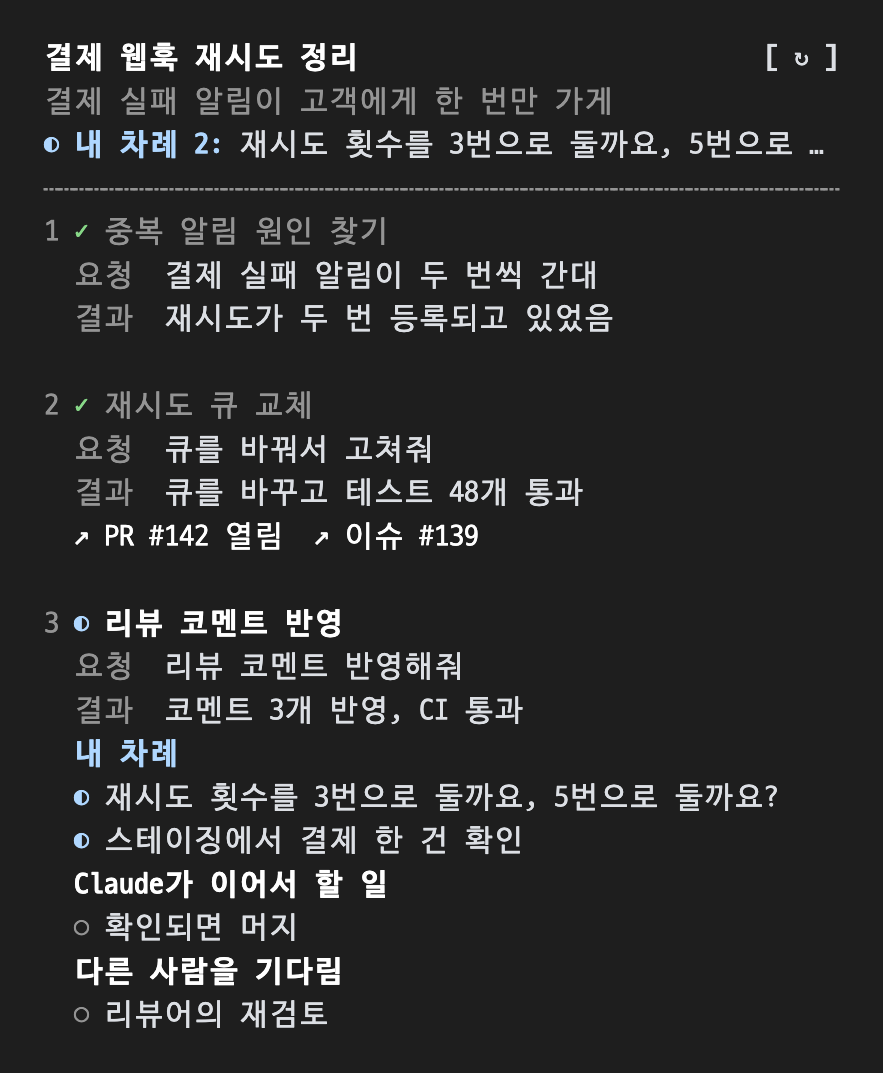 결제 웹훅 재시도 정리 [ ↻ ]
결제 실패 알림이 고객에게 한 번만 가게
◐ 내 차례 2: 재시도 횟수를 3번으로 둘까요, 5번으로 …
1 ✓ 중복 알림 원인 찾기
요청 결제 실패 알림이 두 번씩 간대
결과 재시도가 두 번 등록되고 있었음
2 ✓ 재시도 큐 교체
요청 큐를 바꿔서 고쳐줘
결과 큐를 바꾸고 테스트 48개 통과
↗ PR #142 열림 ↗ 이슈 #139
3 ◐ 리뷰 코멘트 반영
요청 리뷰 코멘트 반영해줘
결과 코멘트 3개 반영, CI 통과
내 차례
◐ 재시도 횟수를 3번으로 둘까요, 5번으로 둘까요?
◐ 스테이징에서 결제 한 건 확인
Claude가 이어서 할 일
○ 확인되면 머지
다른 사람을 기다림
○ 리뷰어의 재검토